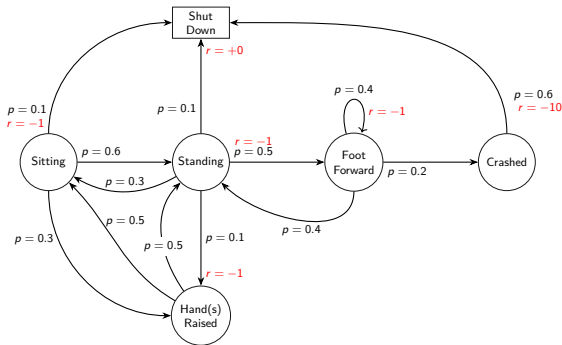 Shut
Down
r = +0
p = 0.4
p = 0.1
r = −1
p = 0.1
r = −1
p = 0.6
r = −10
r = −1
p = 0.5
Sitting
p = 0.6
Standing
Foot
Forward
p = 0.2
Crashed
p = 0.3
p = 0.5
p = 0.4
p = 0.3
p = 0.5
p = 0.1
r = −1
Hand(s)
Raised